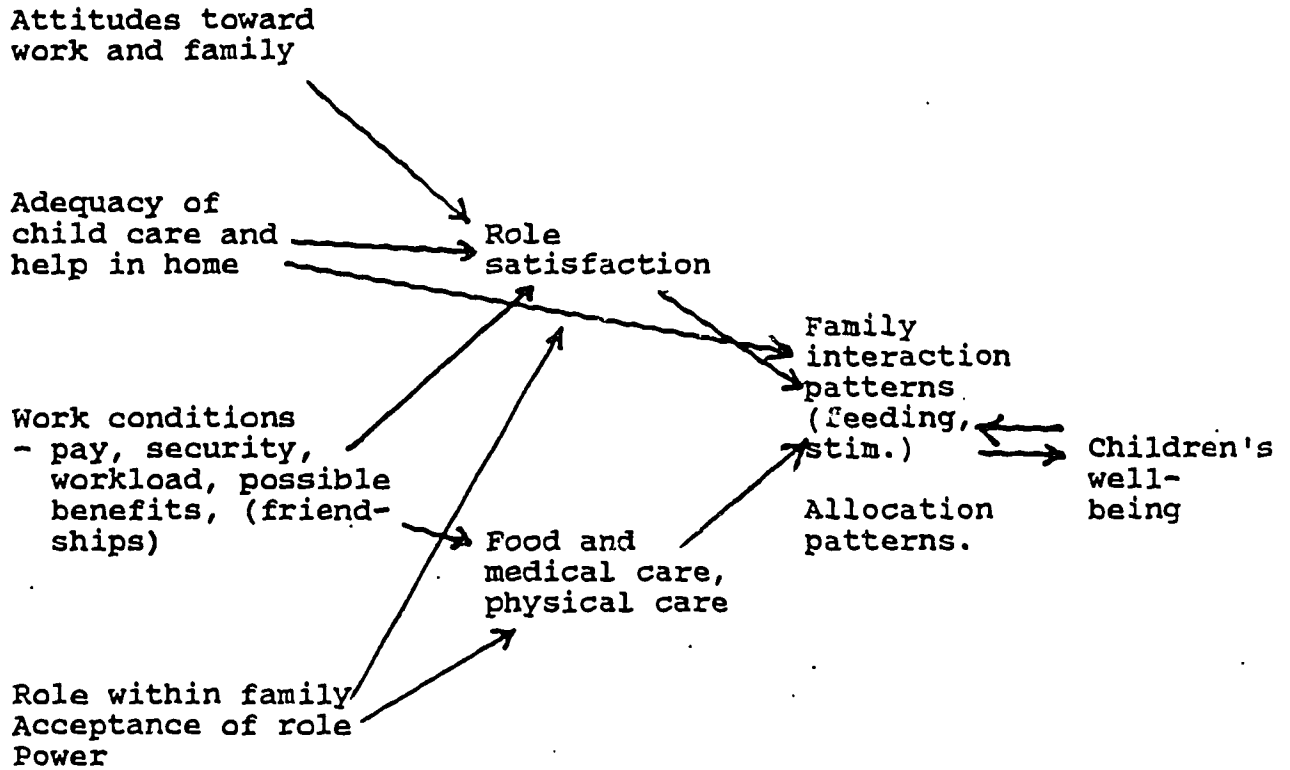 Attitudes toward
work and family
Adequacy of
child care and
help in home
Role
satisfaction
Family
interaction
patterns
(feeding,
stim.)
Allocation
patterns.
Work conditions
- pay, security,
workload, possible
benefits, (friend-
ships)
Children's
well-
being
Food and
medical care,
physical care
Role within family
Acceptance of role
Power